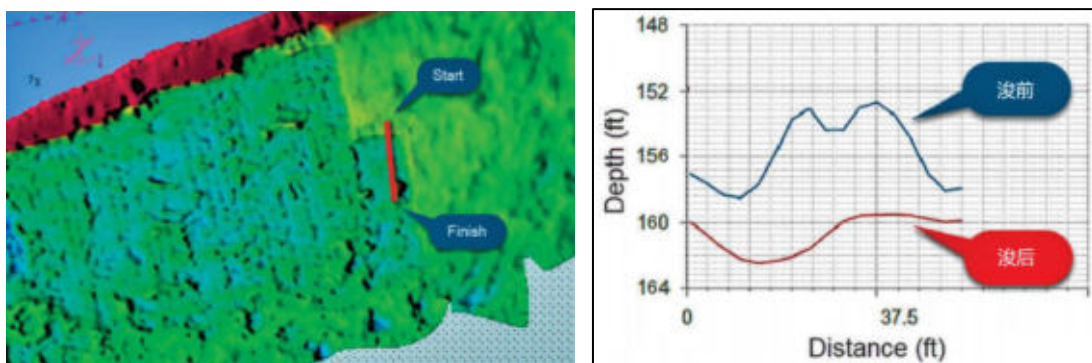 Start
Finish
148
152
156
160
164
Depth (ft)
浚前
浚后
0
37.5
Distance (ft)